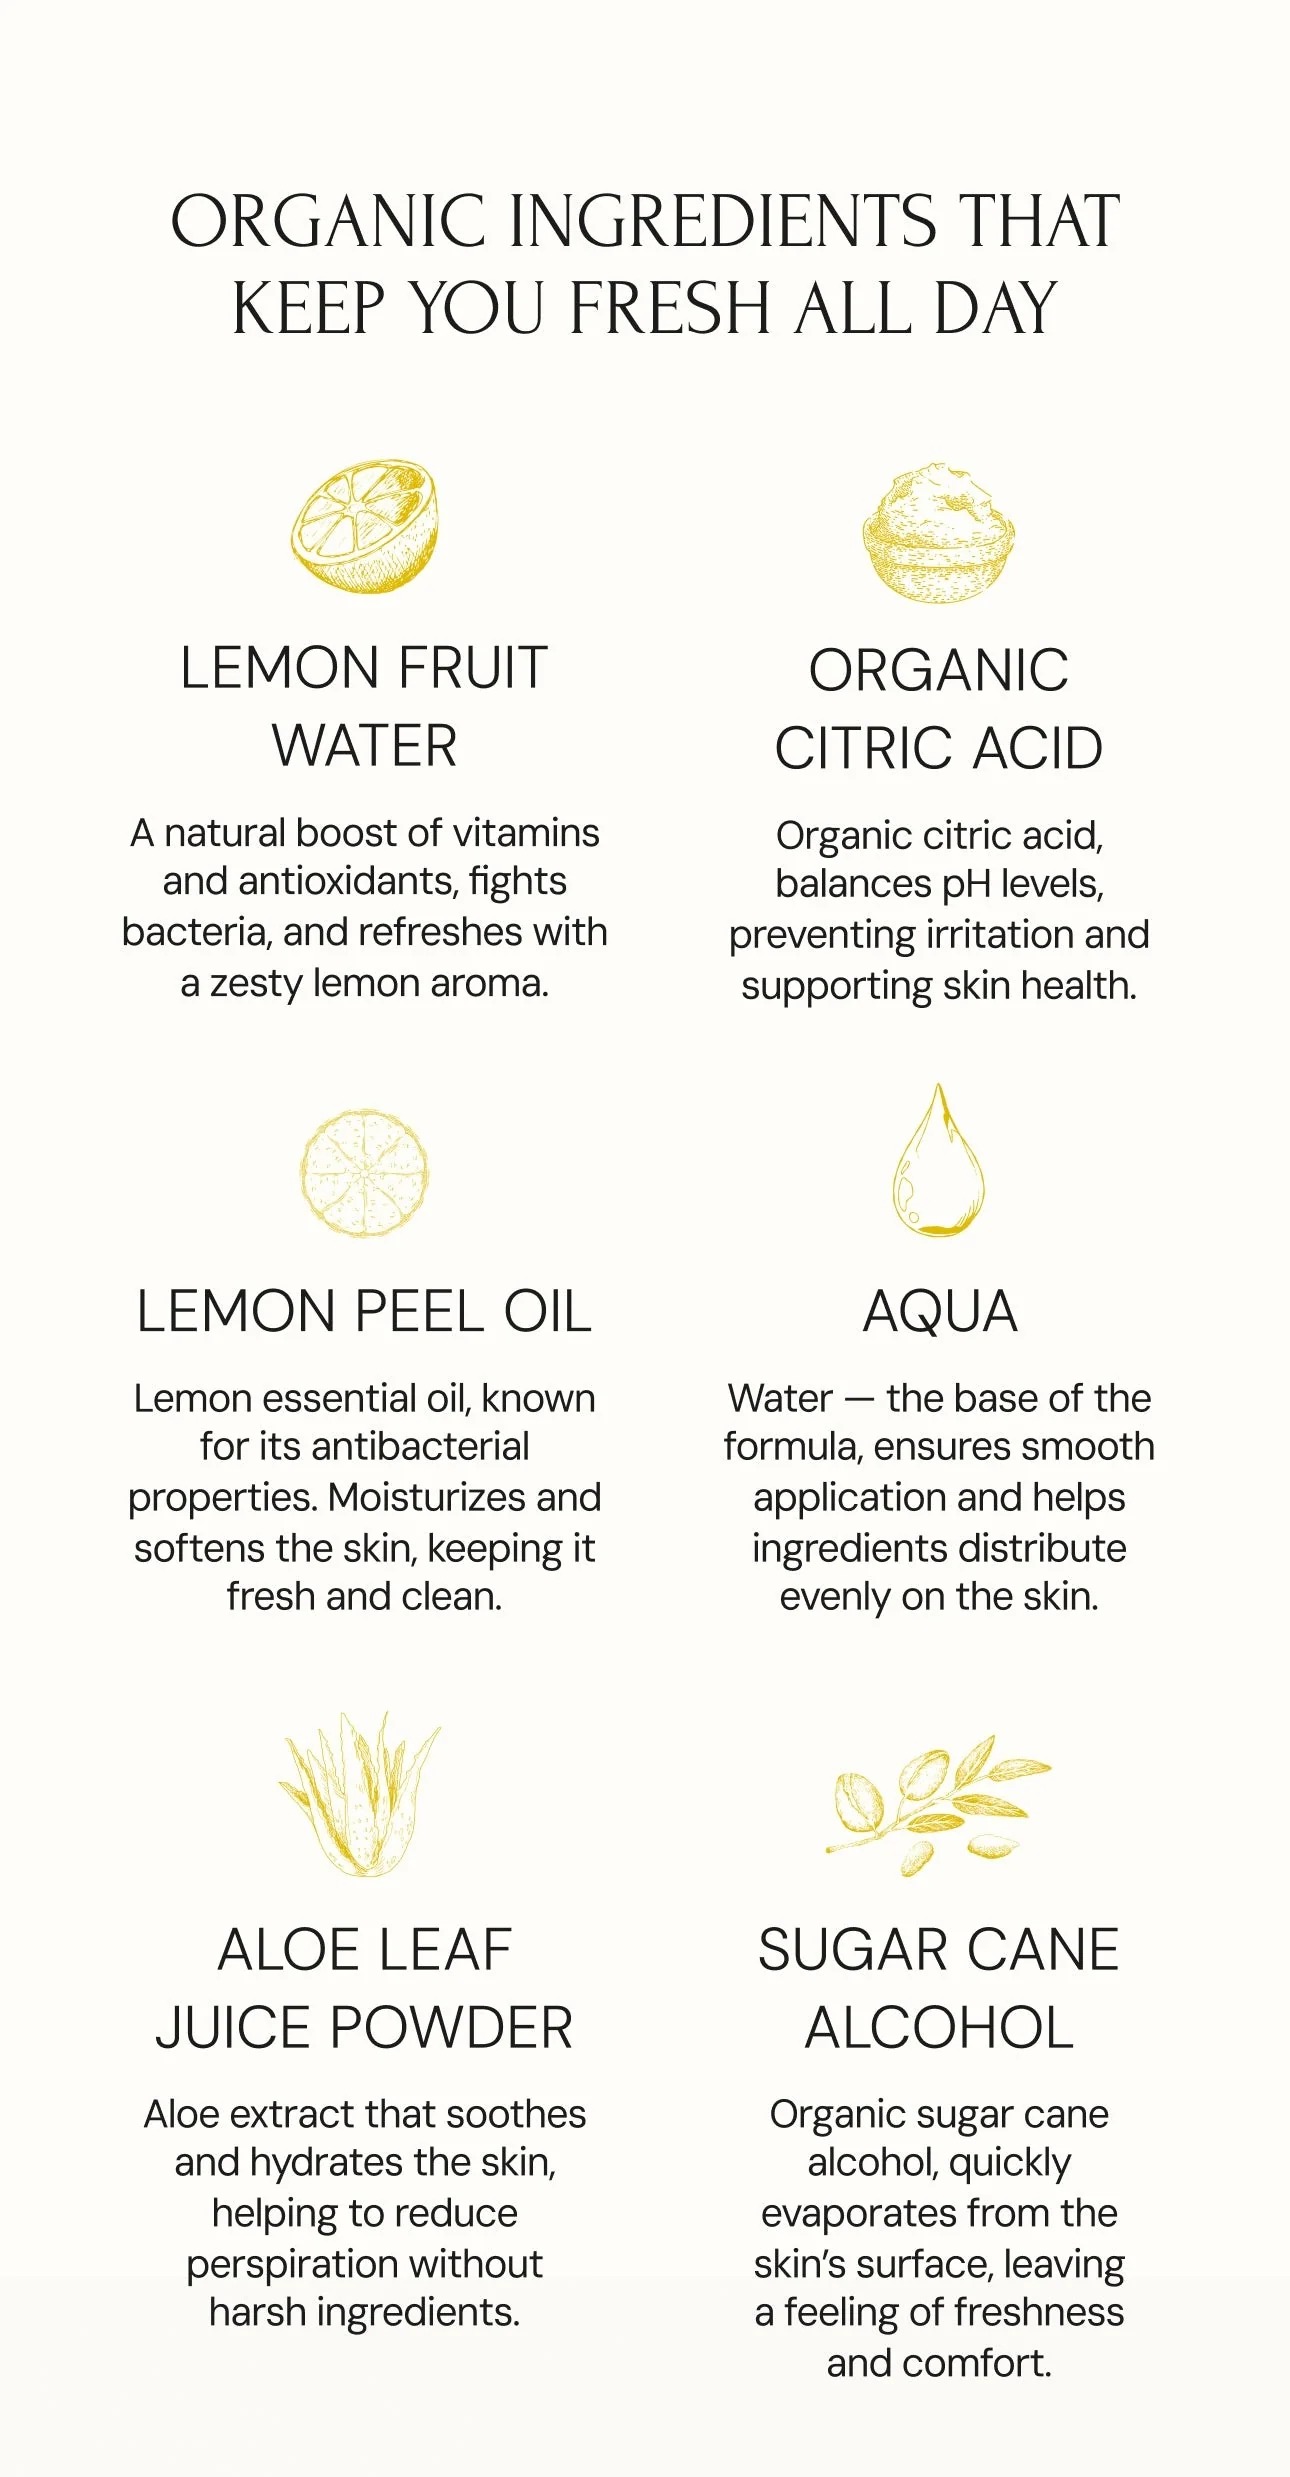 ORGANIC INGREDIENTS THAT
KEEP YOU FRESH ALL DAY
LEMON FRUIT
WATER
A natural boost of vitamins
and antioxidants, fights
bacteria, and refreshes with
a zesty lemon aroma.
ORGANIC
CITRIC ACID
Organic citric acid,
balances pH levels,
preventing irritation and
supporting skin health.
LEMON PEEL OIL
Lemon essential oil, known
for its antibacterial
properties. Moisturizes and
softens the skin, keeping it
fresh and clean.
AQUA
Water — the base of the
formula, ensures smooth
application and helps
ingredients distribute
evenly on the skin.
ALOE LEAF
JUICE POWDER
Aloe extract that soothes
and hydrates the skin,
helping to reduce
perspiration without
harsh ingredients.
SUGAR CANE
ALCOHOL
Organic sugar cane
alcohol, quickly
evaporates from the
skin’s surface, leaving
a feeling of freshness
and comfort.